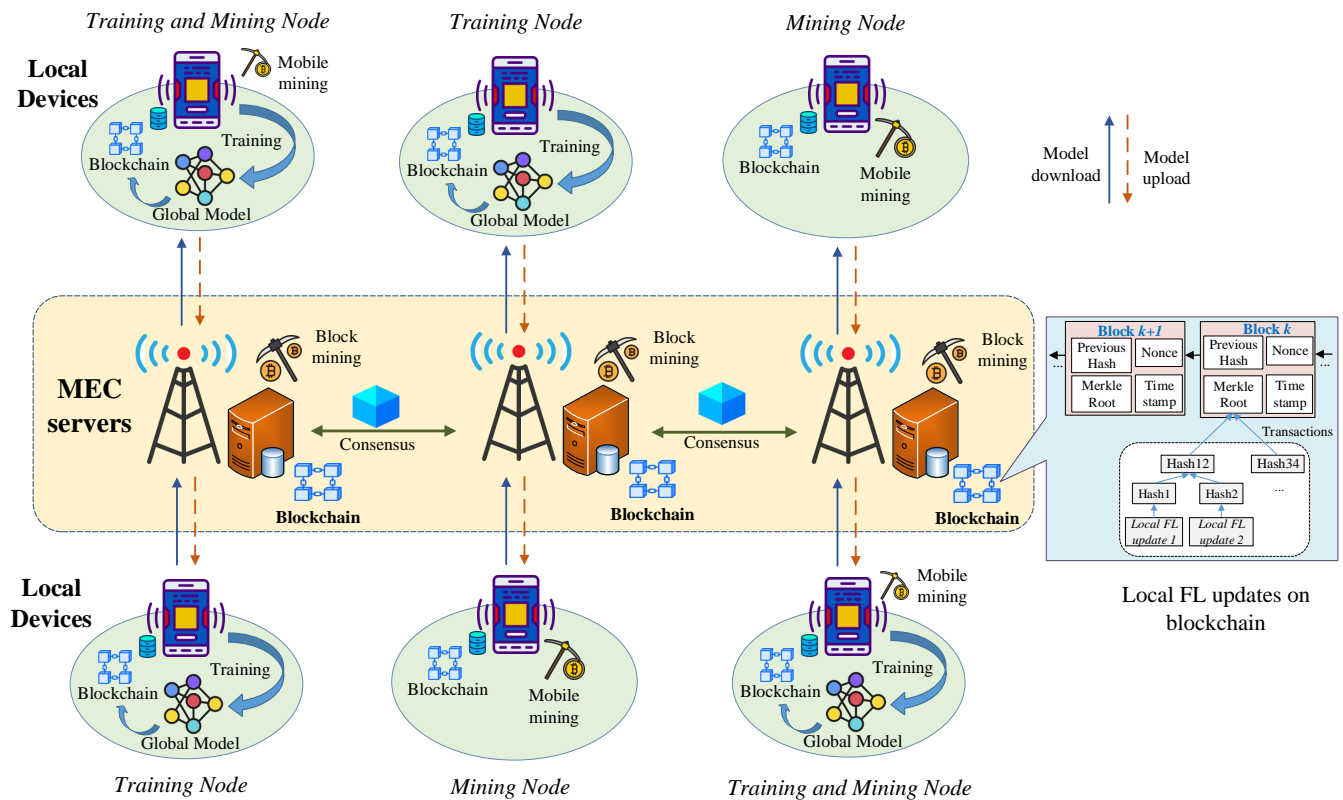 Training and Mining Node
Training Node
Mining Node
Local
Devices
Mobile
mining
Training
Blockchain
Global Model
Training
Blockchain
Global Model
Blockchain
Mobile
mining
Model
download
Model
upload
MEC
servers
Block
mining
Consensus
Blockchain
Block
mining
Consensus
Blockchain
Block
mining
Blockchain
Block k+1
Previous
Hash
Nonce
Merkle
Root
Time
stamp
...
Block k
Previous
Hash
Nonce
Merkle
Root
Time
stamp
...
Transactions
Hash12
Hash34
...
Hash1
Hash2
Local FL
update 1
Local FL
update 2
Local FL updates on
blockchain
Local
Devices
Training
Blockchain
Global Model
Blockchain
Mobile
mining
Mobile
mining
Training
Blockchain
Global Model
Training Node
Mining Node
Training and Mining Node